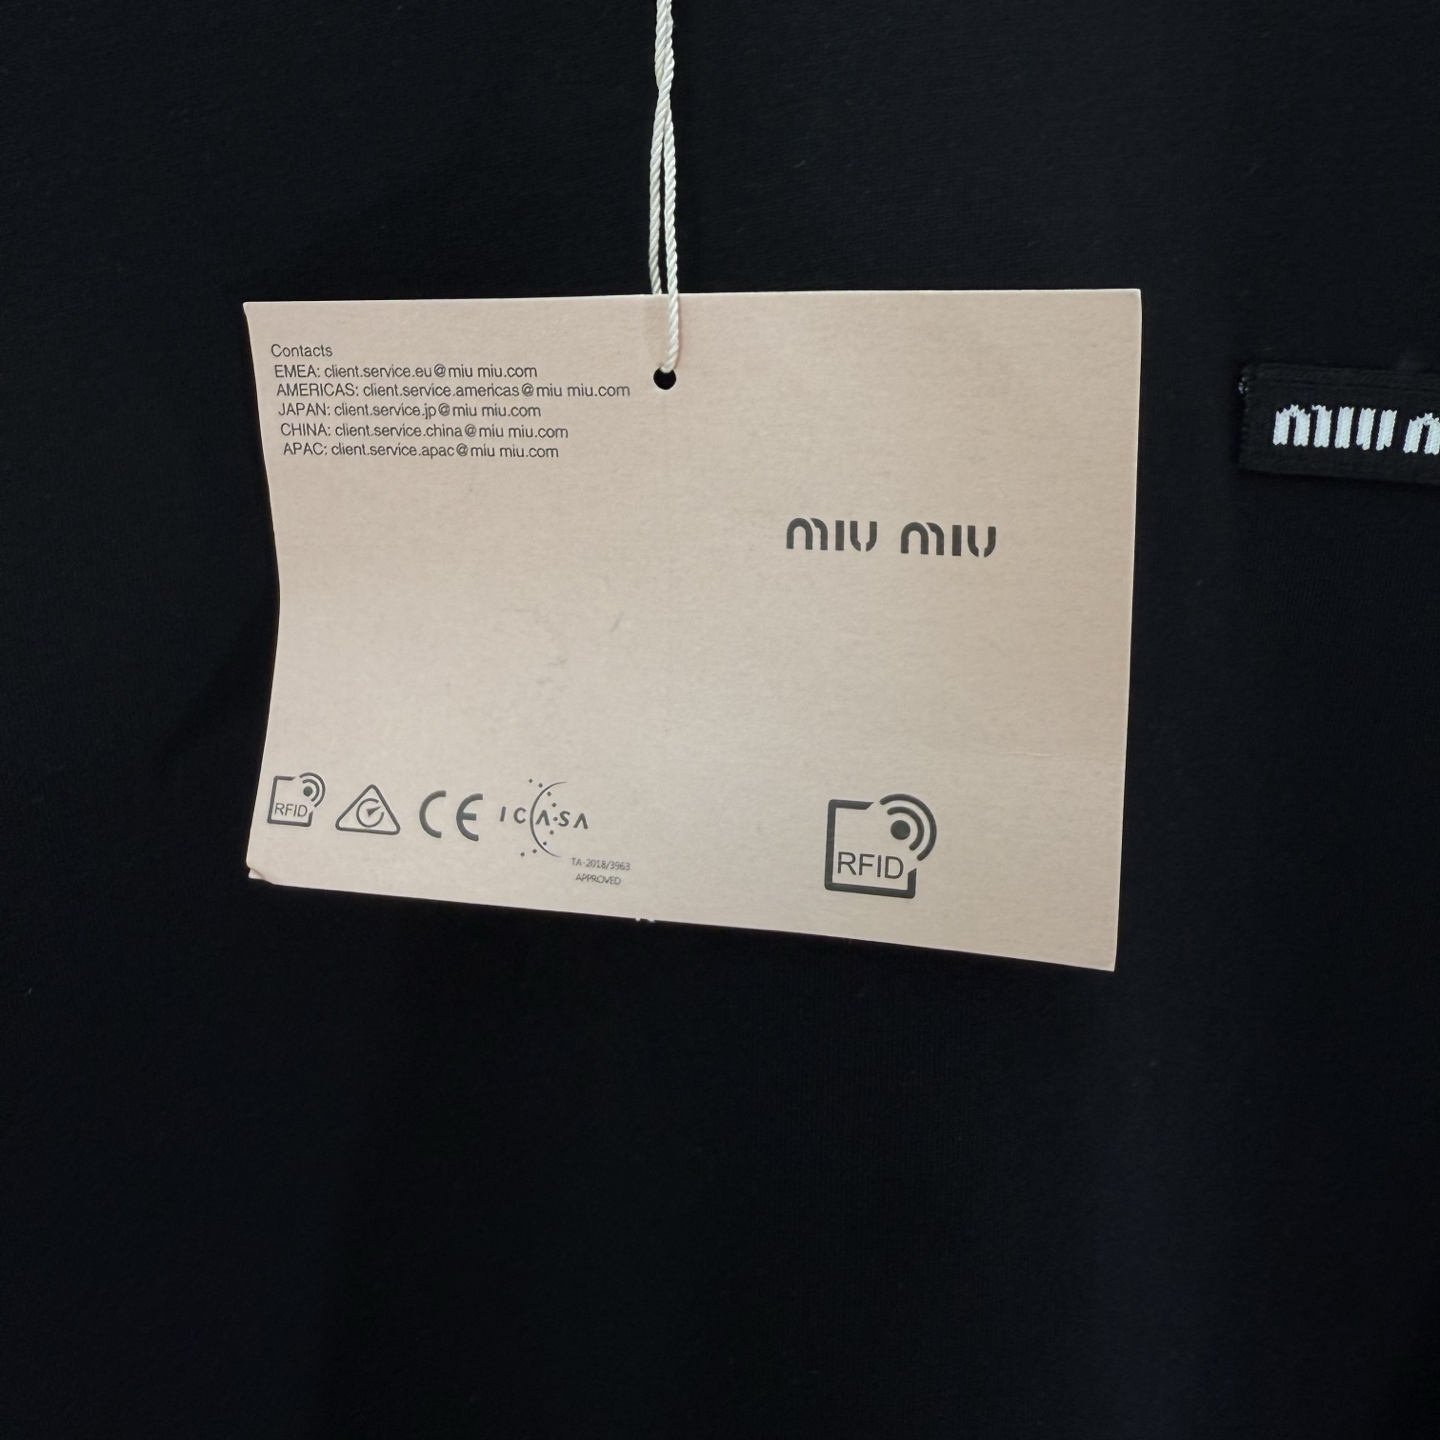 Contacts
EMEA: client.service.eu@miu miu.com
AMERICAS: client.service.americas@miu miu.com
JAPAN: client.service.jp@miu miu.com
CHINA: client.service.china@miu miu.com
APAC: client.service.apac@miu miu.com
miu miu
miu m
RFID
CE
ICASA
TA-2018/3963
APPROVED
RFID